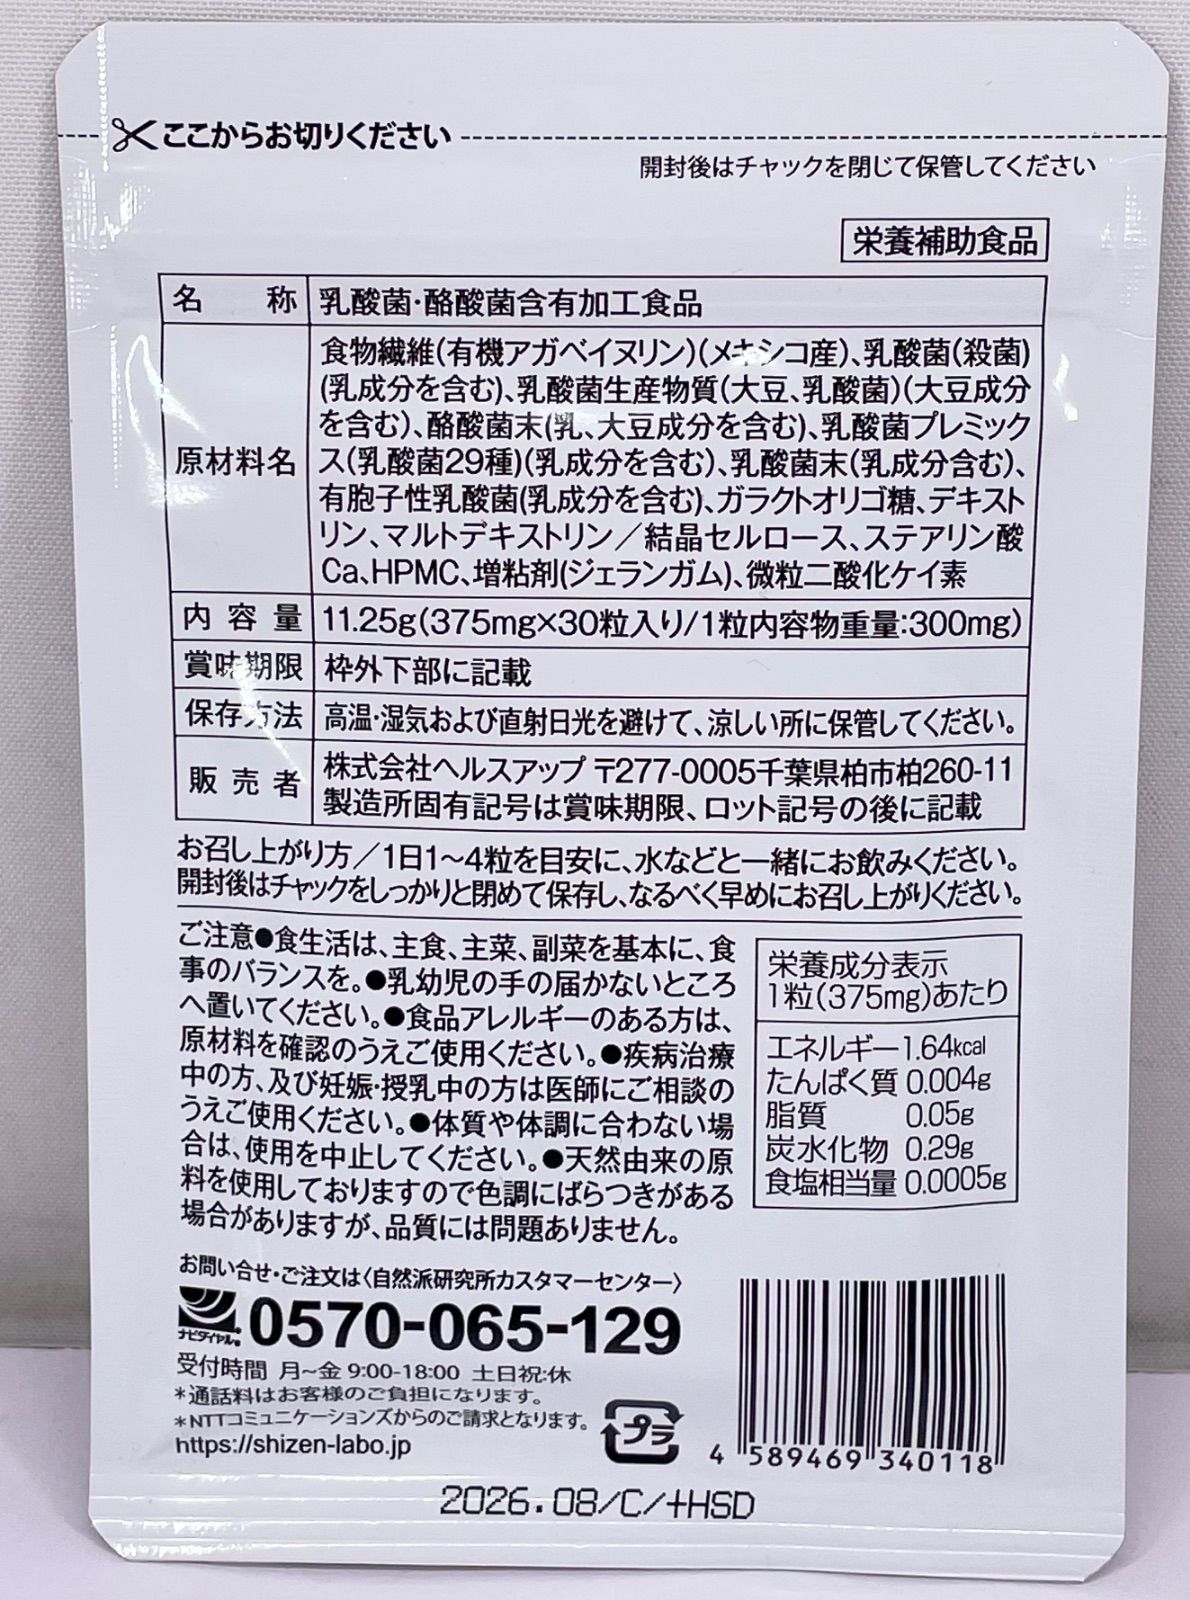 ここからお切りください
開封後はチャックを閉じて保管してください
栄養補助食品
名称 乳酸菌・酪酸菌含有加工食品
原材料名 食物繊維(有機アガベイヌリン)(メキシコ産)、乳酸菌(殺菌)
(乳成分を含む)、乳酸菌生産物質(大豆、乳酸菌)(大豆成分
を含む)、酪酸菌末(乳、大豆成分を含む)、乳酸菌プレミック
ス(乳酸菌29種)(乳成分を含む)、乳酸菌末(乳成分含む)、
有胞子性乳酸菌(乳成分を含む)、ガラクトオリゴ糖、デキスト
リン、マルトデキストリン／結晶セルロース、ステアリン酸
Ca、HPMC、増粘剤(ジェランガム)、微粒二酸化ケイ素
内容量 11.25g(375mg×30粒入り/1粒内容物重量:300mg)
賞味期限 枠外下部に記載
保存方法 高温・湿気および直射日光を避けて、涼しい所に保管してください。
販売者 株式会社ヘルスアップ 〒277-0005千葉県柏市柏260-11
製造所固有記号は賞味期限、ロット記号の後に記載
お召し上がり方／1日1～4粒を目安に、水などと一緒にお飲みください。
開封後はチャックをしっかりと閉めて保存し、なるべく早めにお召し上がりください。
ご注意●食生活は、主食、主菜、副菜を基本に、食
事のバランスを。●乳幼児の手の届かないところ
へ置いてください。●食品アレルギーのある方は、
原材料を確認のうえご使用ください。●疾病治療
中の方、及び妊娠・授乳中の方は医師にご相談の
うえご使用ください。●体質や体調に合わない場
合は、使用を中止してください。●天然由来の原
料を使用しておりますので色調にばらつきがある
場合がありますが、品質には問題ありません。
栄養成分表示
1粒(375mg)あたり
エネルギー 1.64kcal
たんぱく質 0.004g
脂質 0.05g
炭水化物 0.29g
食塩相当量 0.0005g
お問い合せ・ご注文は〈自然派研究所カスタマーセンター〉
ナビダイヤル® 0570-065-129
受付時間 月～金 9:00-18:00 土日祝:休
＊通話料はお客様のご負担になります。
＊NTTコミュニケーションズからのご請求となります。
https://shizen-labo.jp
プラ
4 589469 340118
2026.08/C/+HSD